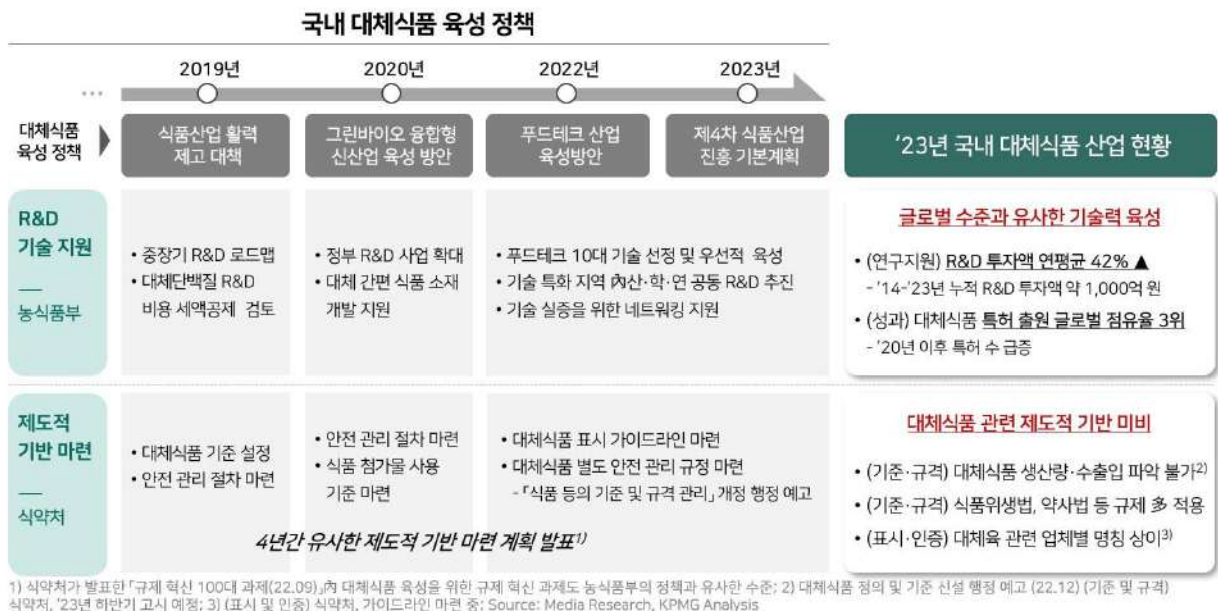 국내 대체식품 육성 정책
2019년 2020년 2022년 2023년
...
대체식품
육성 정책
식품산업 활력
제고 대책
그린바이오 융합형
신산업 육성 방안
푸드테크 산업
육성방안
제4차 식품산업
진흥 기본계획
'23년 국내 대체식품 산업 현황
R&D
기술 지원
농식품부
• 중장기 R&D 로드맵
• 대체단백질 R&D
비용 세액공제 검토
• 정부 R&D 사업 확대
• 대체 간편 식품 소재
개발 지원
• 푸드테크 10대 기술 선정 및 우선적 육성
• 기술 특화 지역 內산·학·연 공동 R&D 추진
• 기술 실증을 위한 네트워킹 지원
글로벌 수준과 유사한 기술력 육성
• (연구지원) R&D 투자액 연평균 42% ▲
- '14-'23년 누적 R&D 투자액 약 1,000억 원
• (성과) 대체식품 특허 출원 글로벌 점유율 3위
- '20년 이후 특허 수 급증
제도적
기반 마련
식약처
• 대체식품 기준 설정
• 안전 관리 절차 마련
• 안전 관리 절차 마련
• 식품 첨가물 사용
기준 마련
• 대체식품 표시 가이드라인 마련
• 대체식품 별도 안전 관리 규정 마련
-「식품 등의 기준 및 규격 관리」개정 행정 예고
4년간 유사한 제도적 기반 마련 계획 발표1)
대체식품 관련 제도적 기반 미비
• (기준·규격) 대체식품 생산량·수출입 파악 불가2)
• (기준·규격) 식품위생법, 약사법 등 규제 多 적용
• (표시·인증) 대체육 관련 업체별 명칭 상이3)
1) 식약처가 발표한「규제 혁신 100대 과제(22.09)」內 대체식품 육성을 위한 규제 혁신 과제도 농식품부의 정책과 유사한 수준; 2) 대체식품 정의 및 기준 신설 행정 예고 (22.12) (기준 및 규격)
식약처, '23년 하반기 고시 예정; 3) (표시 및 인증) 식약처, 가이드라인 마련 중; Source: Media Research, KPMG Analysis